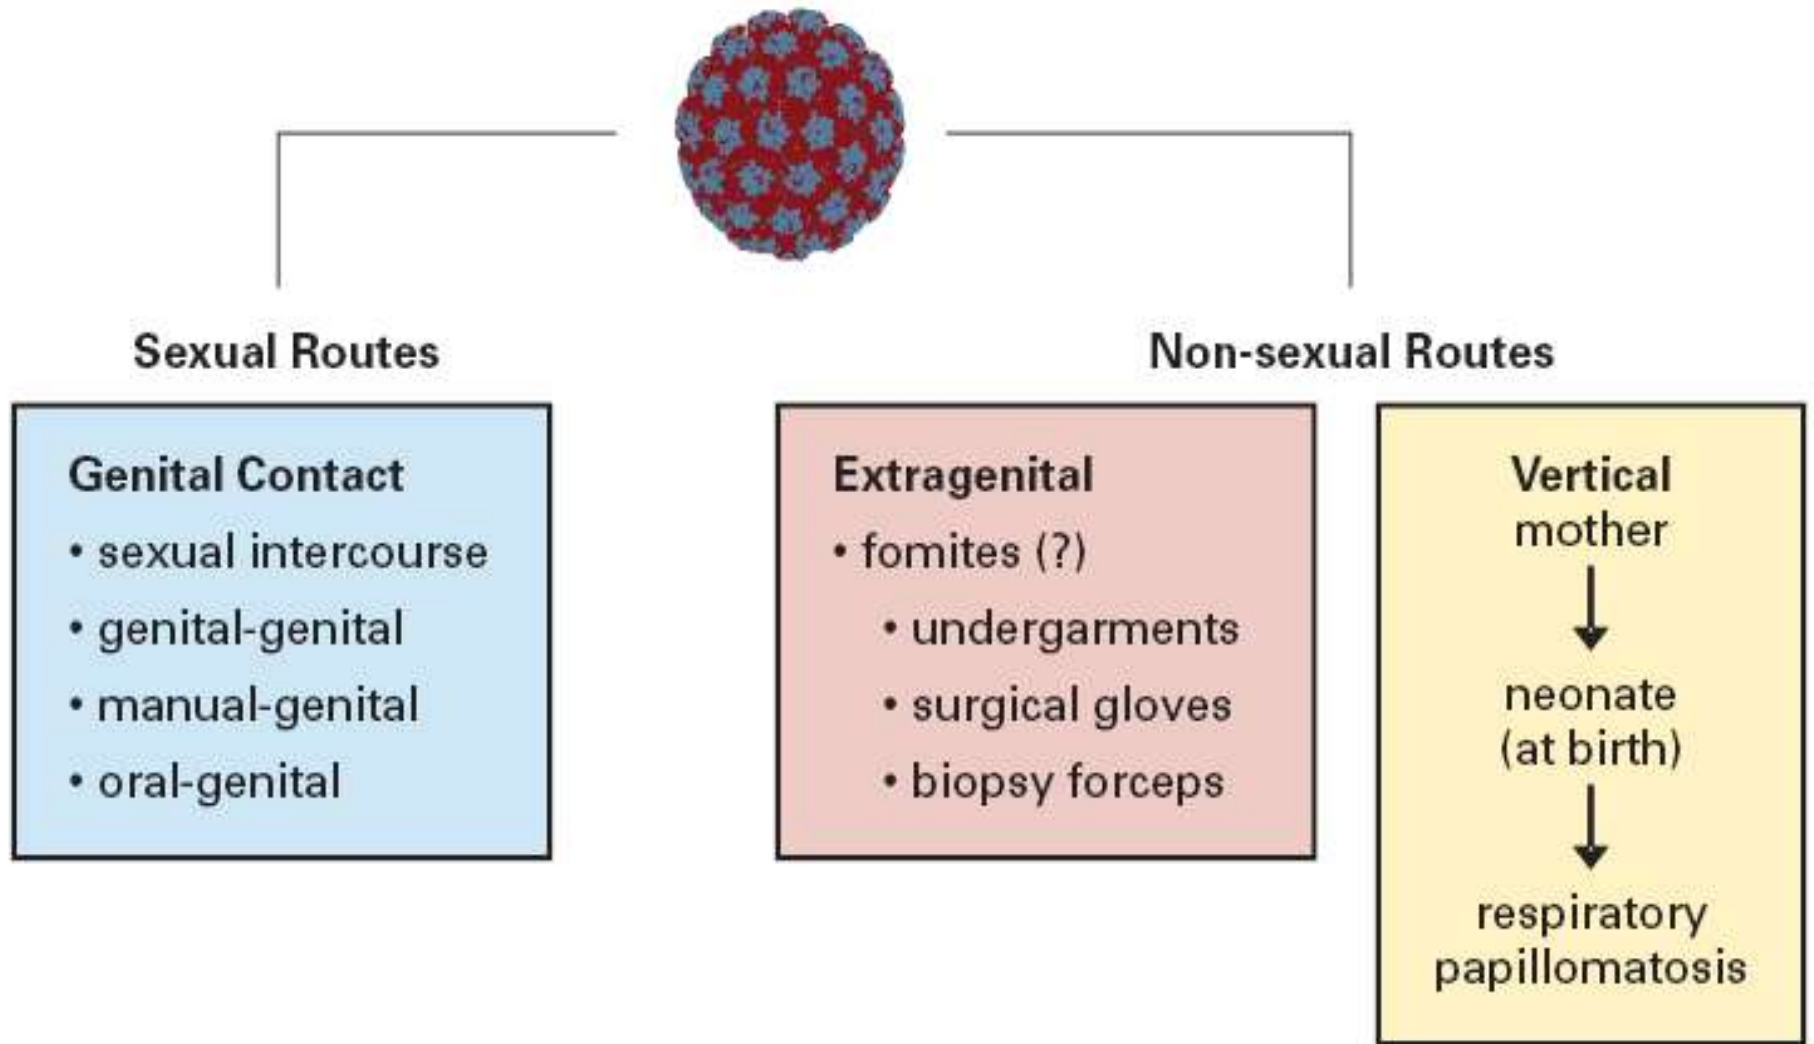 Sexual Routes
Genital Contact
• sexual intercourse
• genital-genital
• manual-genital
• oral-genital
Non-sexual Routes
Extragenital
• fomites (?)
• undergarments
• surgical gloves
• biopsy forceps
Vertical
mother
neonate
(at birth)
respiratory
papillomatosis